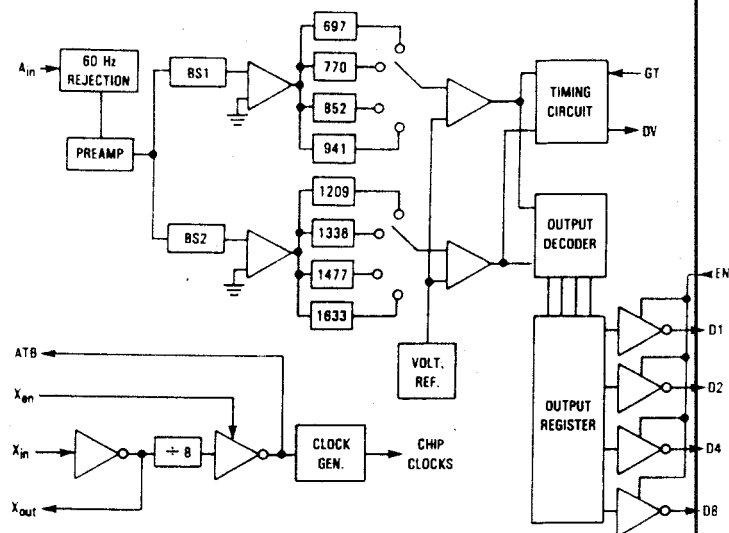 A in
60 Hz
REJECTION
PREAMP
BS1
697
770
852
941
TIMING
CIRCUIT
GT
DV
BS2
1209
1336
1477
1633
OUTPUT
DECODER
VOLT.
REF.
EN
OUTPUT
REGISTER
D1
D2
D4
D8
ATB
Xen
Xin
÷ 8
CLOCK
GEN.
CHIP
CLOCKS
Xout